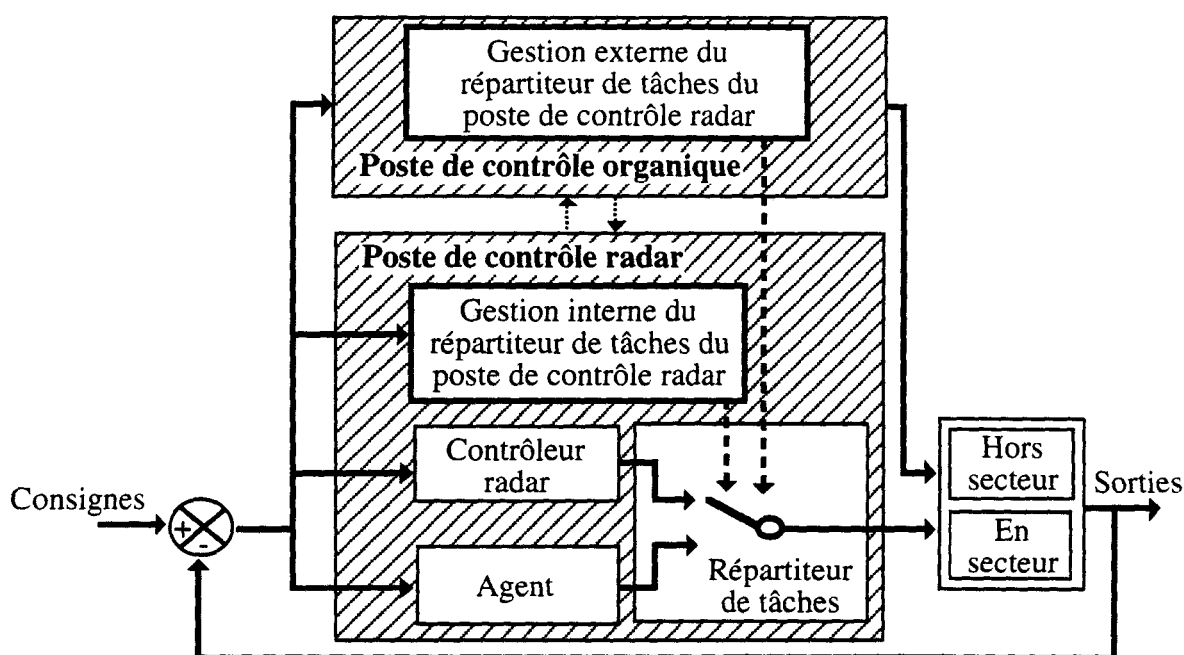 Gestion externe du
répartiteur de tâches du
poste de contrôle radar
Poste de contrôle organique
Poste de contrôle radar
Gestion interne du
répartiteur de tâches du
poste de contrôle radar
Contrôleur
radar
Hors
secteur
Consignes
Sorties
+
-
En
secteur
Agent
Répartiteur
de tâches